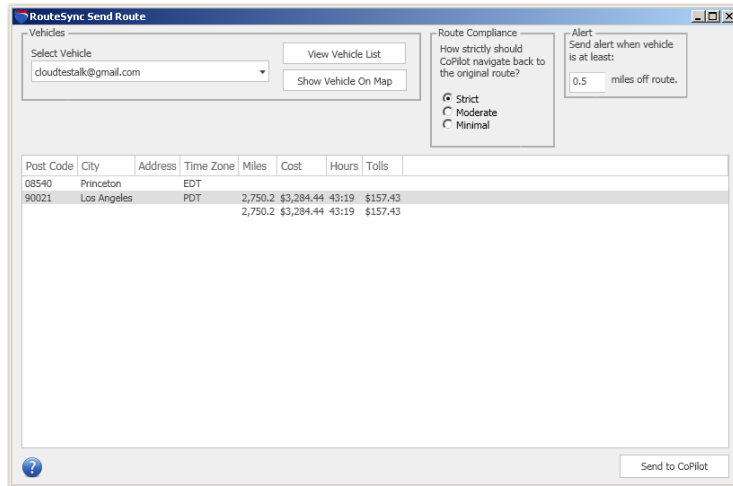 RouteSync Send Route
Vehicles
Select Vehicle
cloudtestalk@gmail.com
View Vehicle List
Show Vehicle On Map
Route Compliance
How strictly should
CoPilot navigate back to
the original route?
Strict
Moderate
Minimal
Alert
Send alert when vehicle
is at least:
0.5 miles off route.
Post Code City Address Time Zone Miles Cost Hours Tolls
08540 Princeton EDT
90021 Los Angeles PDT 2,750.2 $3,284.44 43:19 $157.43
2,750.2 $3,284.44 43:19 $157.43
?
Send to CoPilot